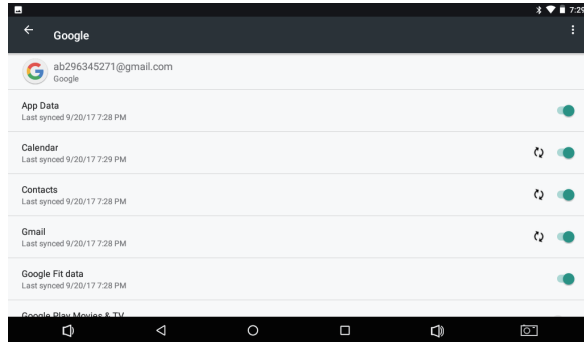 7:29
Google
ab296345271@gmail.com
Google
App Data
Last synced 9/20/17 7:28 PM
Calendar
Last synced 9/20/17 7:29 PM
Contacts
Last synced 9/20/17 7:28 PM
Gmail
Last synced 9/20/17 7:28 PM
Google Fit data
Last synced 9/20/17 7:28 PM
Google Play Movies & TV